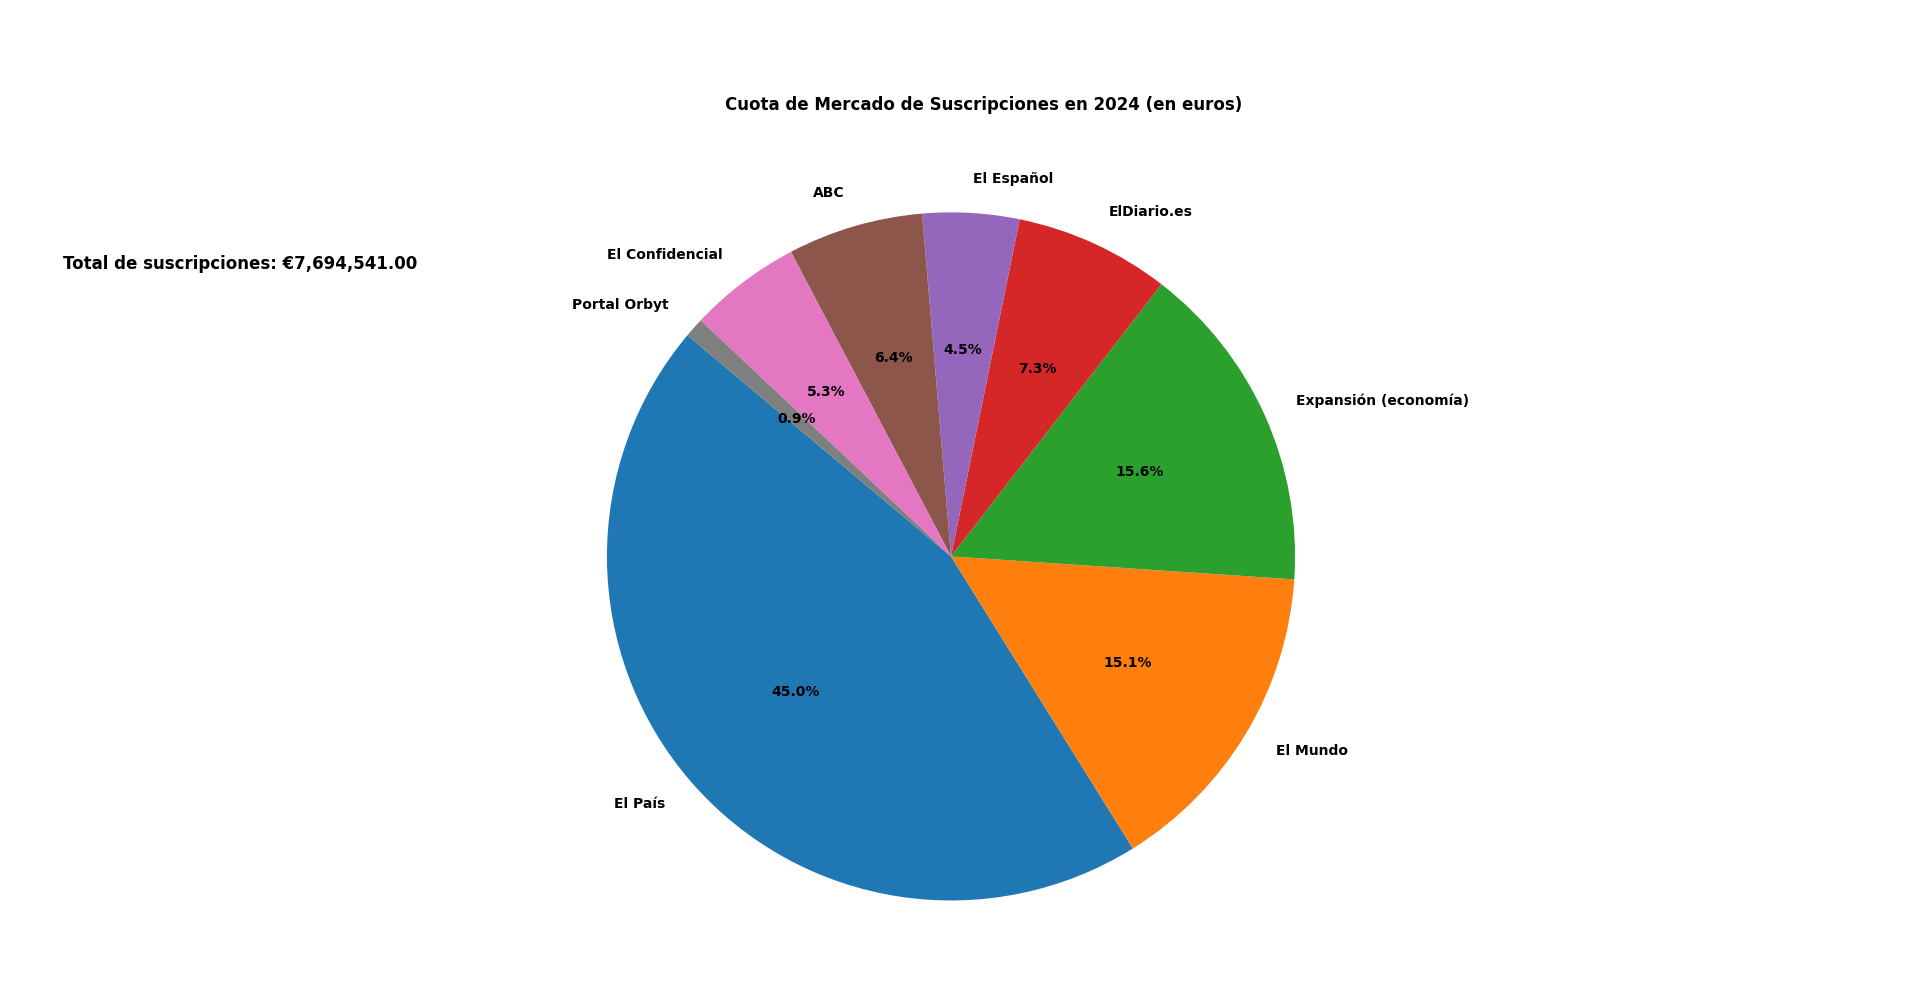 Cuota de Mercado de Suscripciones en 2024 (en euros)
Total de suscripciones: €7,694,541.00
El Español
ABC
ElDiario.es
El Confidencial
Portal Orbyt
4.5%
6.4%
7.3%
5.3%
Expansión (economía)
0.9%
15.6%
15.1%
45.0%
El Mundo
El País